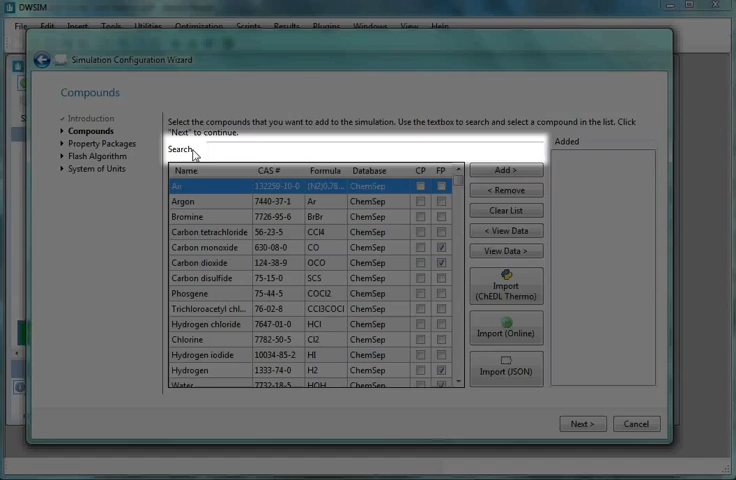 DWSIM
File Edit Insert Tools Utilities Optimization Scripts Results Plugins Windows View Help
Simulation Configuration Wizard
Compounds
Introduction
Compounds
Property Packages
Flash Algorithm
System of Units
Select the compounds that you want to add to the simulation. Use the textbox to search and select a compound in the list. Click
"Next" to continue.
Search
Added
Name CAS # Formula Database CP FP
Air 132259-10-0 (N2)0.78... ChemSep
Argon 7440-37-1 Ar ChemSep
Bromine 7726-95-6 BrBr ChemSep
Carbon tetrachloride 56-23-5 CCl4 ChemSep
Carbon monoxide 630-08-0 CO ChemSep
Carbon dioxide 124-38-9 OCO ChemSep
Carbon disulfide 75-15-0 SCS ChemSep
Phosgene 75-44-5 COCl2 ChemSep
Trichloroacetyl chl... 76-02-8 CCl3COCl ChemSep
Hydrogen chloride 7647-01-0 HCl ChemSep
Chlorine 7782-50-5 Cl2 ChemSep
Hydrogen iodide 10034-85-2 HI ChemSep
Hydrogen 1333-74-0 H2 ChemSep
Water 7732-18-5 HOH ChemSep
Add >
< Remove
Clear List
< View Data
View Data >
Import
(ChEDL Thermo)
Import (Online)
Import (JSON)
Next >
Cancel